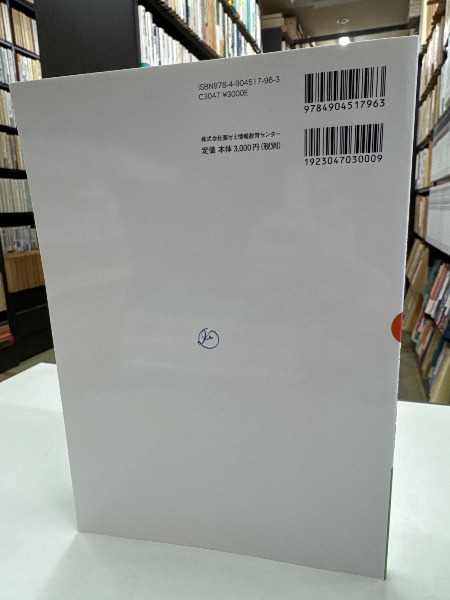 ISBN978-4-904517-96-3
C3047 ¥3000E
株式会社薬ゼミ情報教育センター
定価 本体3,000円(税別)
9784904517963
1923047030009